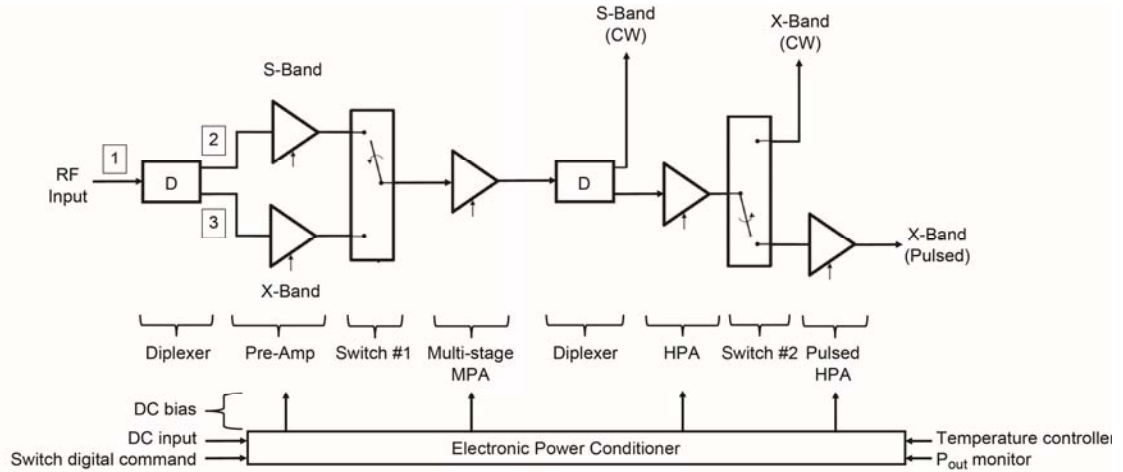 S-Band
(CW)
X-Band
(CW)
S-Band
1
2
RF
Input
D
3
X-Band
D
X-Band
(Pulsed)
Diplexer
Pre-Amp
Switch #1
Multi-stage
MPA
Diplexer
HPA
Switch #2
Pulsed
HPA
DC bias
DC input
Switch digital command
Electronic Power Conditioner
Temperature controller
Pout monitor